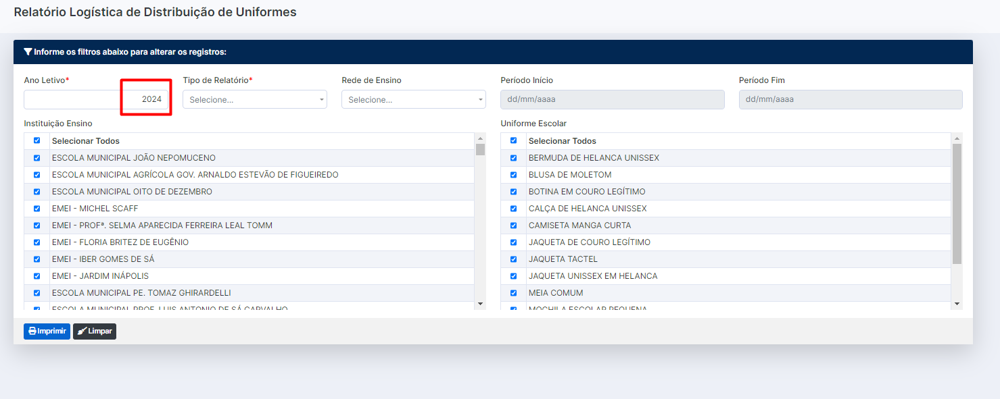 Relatório Logística de Distribuição de Uniformes
Informe os filtros abaixo para alterar os registros:
Ano Letivo* Tipo de Relatório* Rede de Ensino Período Início Período Fim
2024 Selecione... Selecione... dd/mm/aaaa dd/mm/aaaa
Instituição Ensino
Selecionar Todos
ESCOLA MUNICIPAL JOÃO NEPOMUCENO
ESCOLA MUNICIPAL AGRÍCOLA GOV. ARNALDO ESTEVÃO DE FIGUEIREDO
ESCOLA MUNICIPAL OITO DE DEZEMBRO
EMEI - MICHEL SCAFF
EMEI - PROFª. SELMA APARECIDA FERREIRA LEAL TOMM
EMEI - FLORIA BRITEZ DE EUGÊNIO
EMEI - IBER GOMES DE SÁ
EMEI - JARDIM INÁPOLIS
ESCOLA MUNICIPAL PE. TOMAZ GHIRARDELLI
ESCOLA MUNICIPAL PROF. LUIS ANTONIO DE SÁ CARVALHO
Uniforme Escolar
Selecionar Todos
BERMUDA DE HELANCA UNISSEX
BLUSA DE MOLETOM
BOTINA EM COURO LEGÍTIMO
CALÇA DE HELANCA UNISSEX
CAMISETA MANGA CURTA
JAQUETA DE COURO LEGÍTIMO
JAQUETA TACTEL
JAQUETA UNISSEX EM HELANCA
MEIA COMUM
MOCHILA ESCOLAR PEQUENA
Imprimir Limpar